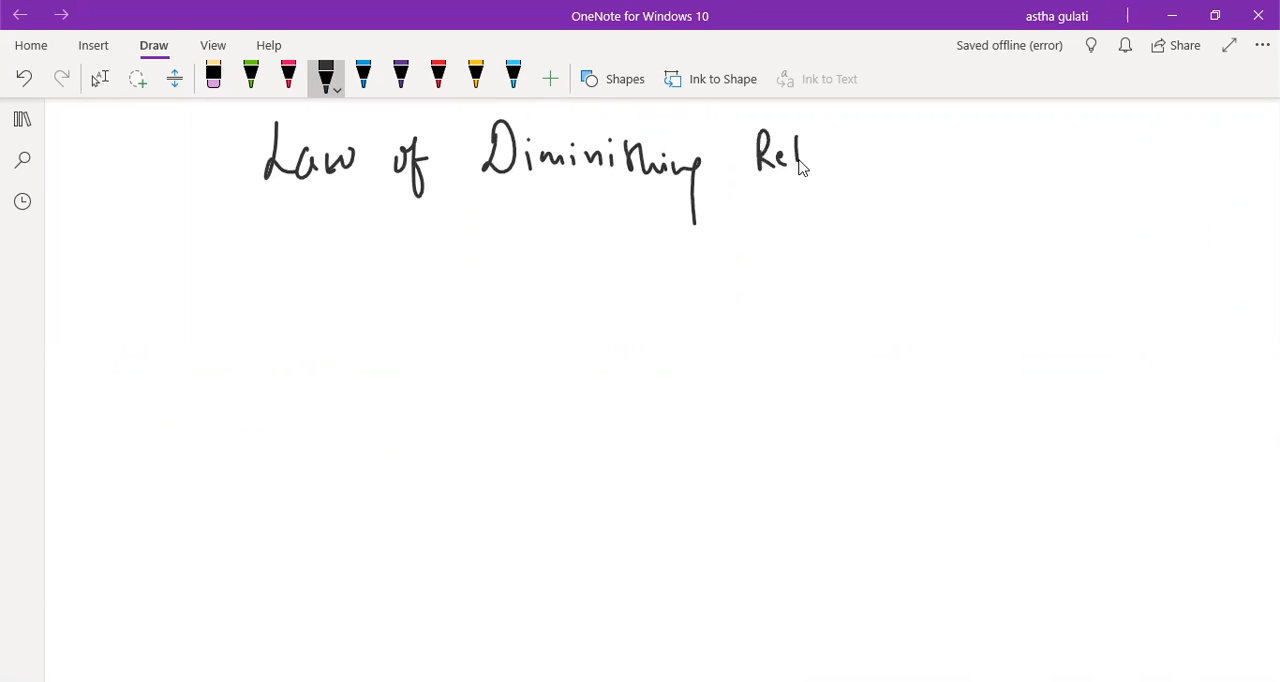 OneNote for Windows 10
astha gulati
Home Insert Draw View Help
Saved offline (error) Share
Shapes Ink to Shape Ink to Text
Law of Diminishing Ret